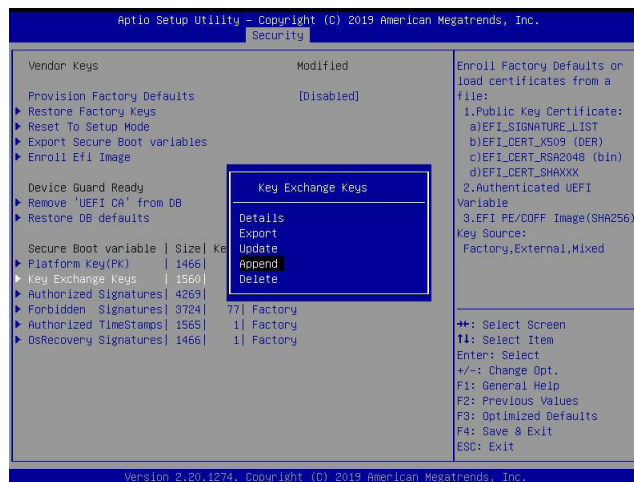 Aptio Setup Utility – Copyright (C) 2019 American Megatrends, Inc.
Security
Vendor Keys Modified
Provision Factory Defaults [Disabled]
Restore Factory Keys
Reset To Setup Mode
Export Secure Boot variables
Enroll Efi Image
Device Guard Ready
Remove 'UEFI CA' from DB
Restore DB defaults
Secure Boot variable | Size| Ke
Platform Key(PK) | 1466|
Key Exchange Keys | 1560|
Authorized Signatures| 4269|
Forbidden Signatures| 3724| 77| Factory
Authorized TimeStamps| 1565| 1| Factory
OsRecovery Signatures| 1466| 1| Factory
Key Exchange Keys
Details
Export
Update
Append
Delete
Enroll Factory Defaults or
load certificates from a
file:
1.Public Key Certificate:
a)EFI_SIGNATURE_LIST
b)EFI_CERT_X509 (DER)
c)EFI_CERT_RSA2048 (bin)
d)EFI_CERT_SHAXXX
2.Authenticated UEFI
Variable
3.EFI PE/COFF Image(SHA256)
Key Source:
Factory,External,Mixed
→←: Select Screen
↑↓: Select Item
Enter: Select
+/-: Change Opt.
F1: General Help
F2: Previous Values
F3: Optimized Defaults
F4: Save & Exit
ESC: Exit
Version 2.20.1274. Copyright (C) 2019 American Megatrends, Inc.